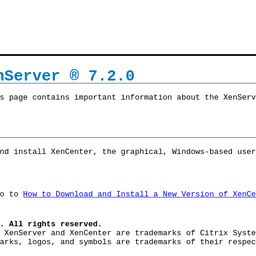 nServer ® 7.2.0
s page contains important information about the XenServ
nd install XenCenter, the graphical, Windows-based user
o to How to Download and Install a New Version of XenCe
. All rights reserved.
XenServer and XenCenter are trademarks of Citrix Syste
arks, logos, and symbols are trademarks of their respec